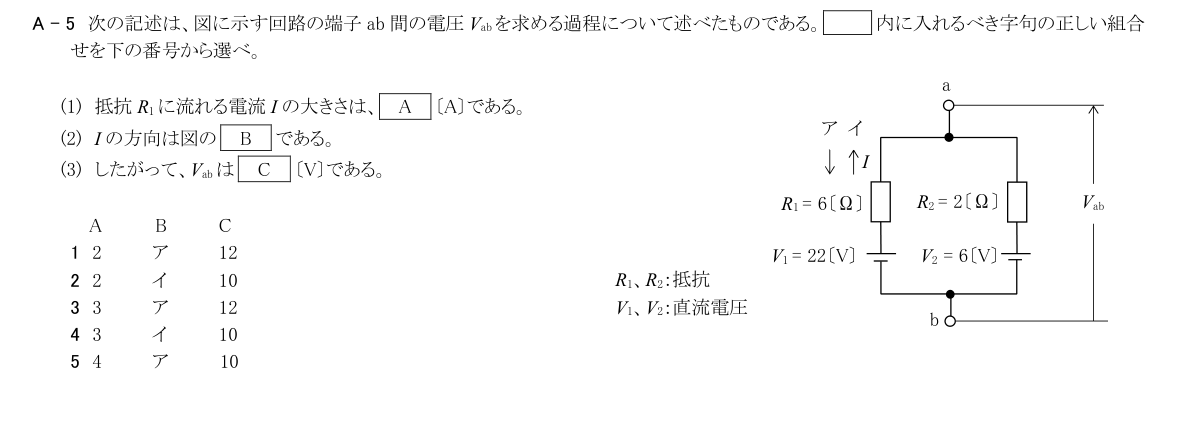 A - 5 次の記述は、図に示す回路の端子 ab 間の電圧 Vabを求める過程について述べたものである。 内に入れるべき字句の正しい組合
せを下の番号から選べ。
(1) 抵抗 R1 に流れる電流 I の大きさは、 A 〔A〕である。
(2) I の方向は図の B である。
(3) したがって、Vab は C 〔V〕である。
A B C
1 2 ア 12
2 2 イ 10
3 3 ア 12
4 3 イ 10
5 4 ア 10
R1、R2:抵抗
V1、V2:直流電圧
a
ア イ
I
R1 = 6〔Ω〕 R2 = 2〔Ω〕 Vab
V1 = 22〔V〕 V2 = 6〔V〕
b